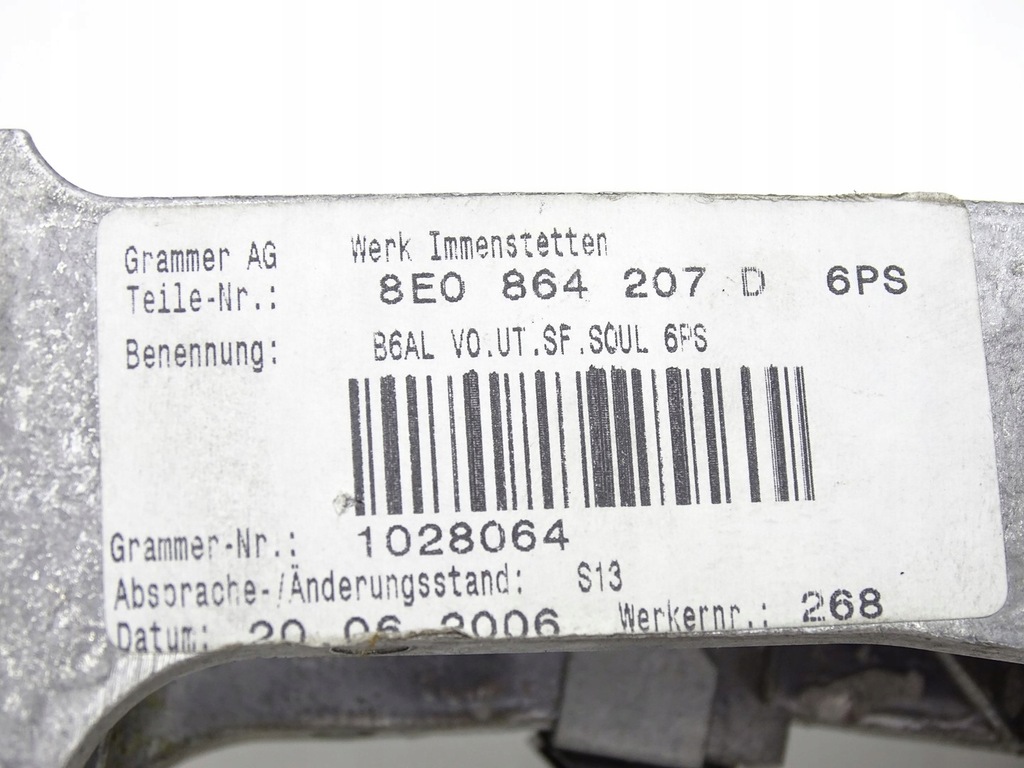 Grammer AG Werk Immenstetten
Teile-Nr.: 8E0 864 207 D 6PS
Benennung: B6AL VO.UT.SF.SOUL 6PS
Grammer-Nr.: 1028064
Absprache-/Änderungsstand: S13
Datum: 20 06 2006 Werkernr.: 268